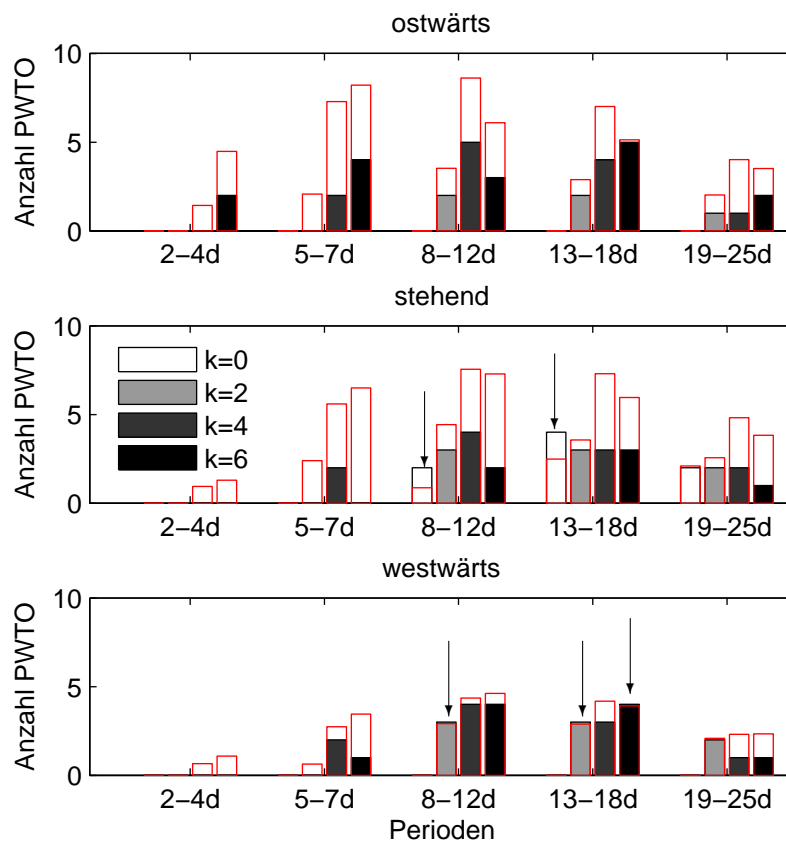 ostwärts
10
5
0
Anzahl PWTO
2−4d 5−7d 8−12d 13−18d 19−25d
stehend
10
5
0
Anzahl PWTO
k=0
k=2
k=4
k=6
2−4d 5−7d 8−12d 13−18d 19−25d
westwärts
10
5
0
Anzahl PWTO
2−4d 5−7d 8−12d 13−18d 19−25d
Perioden